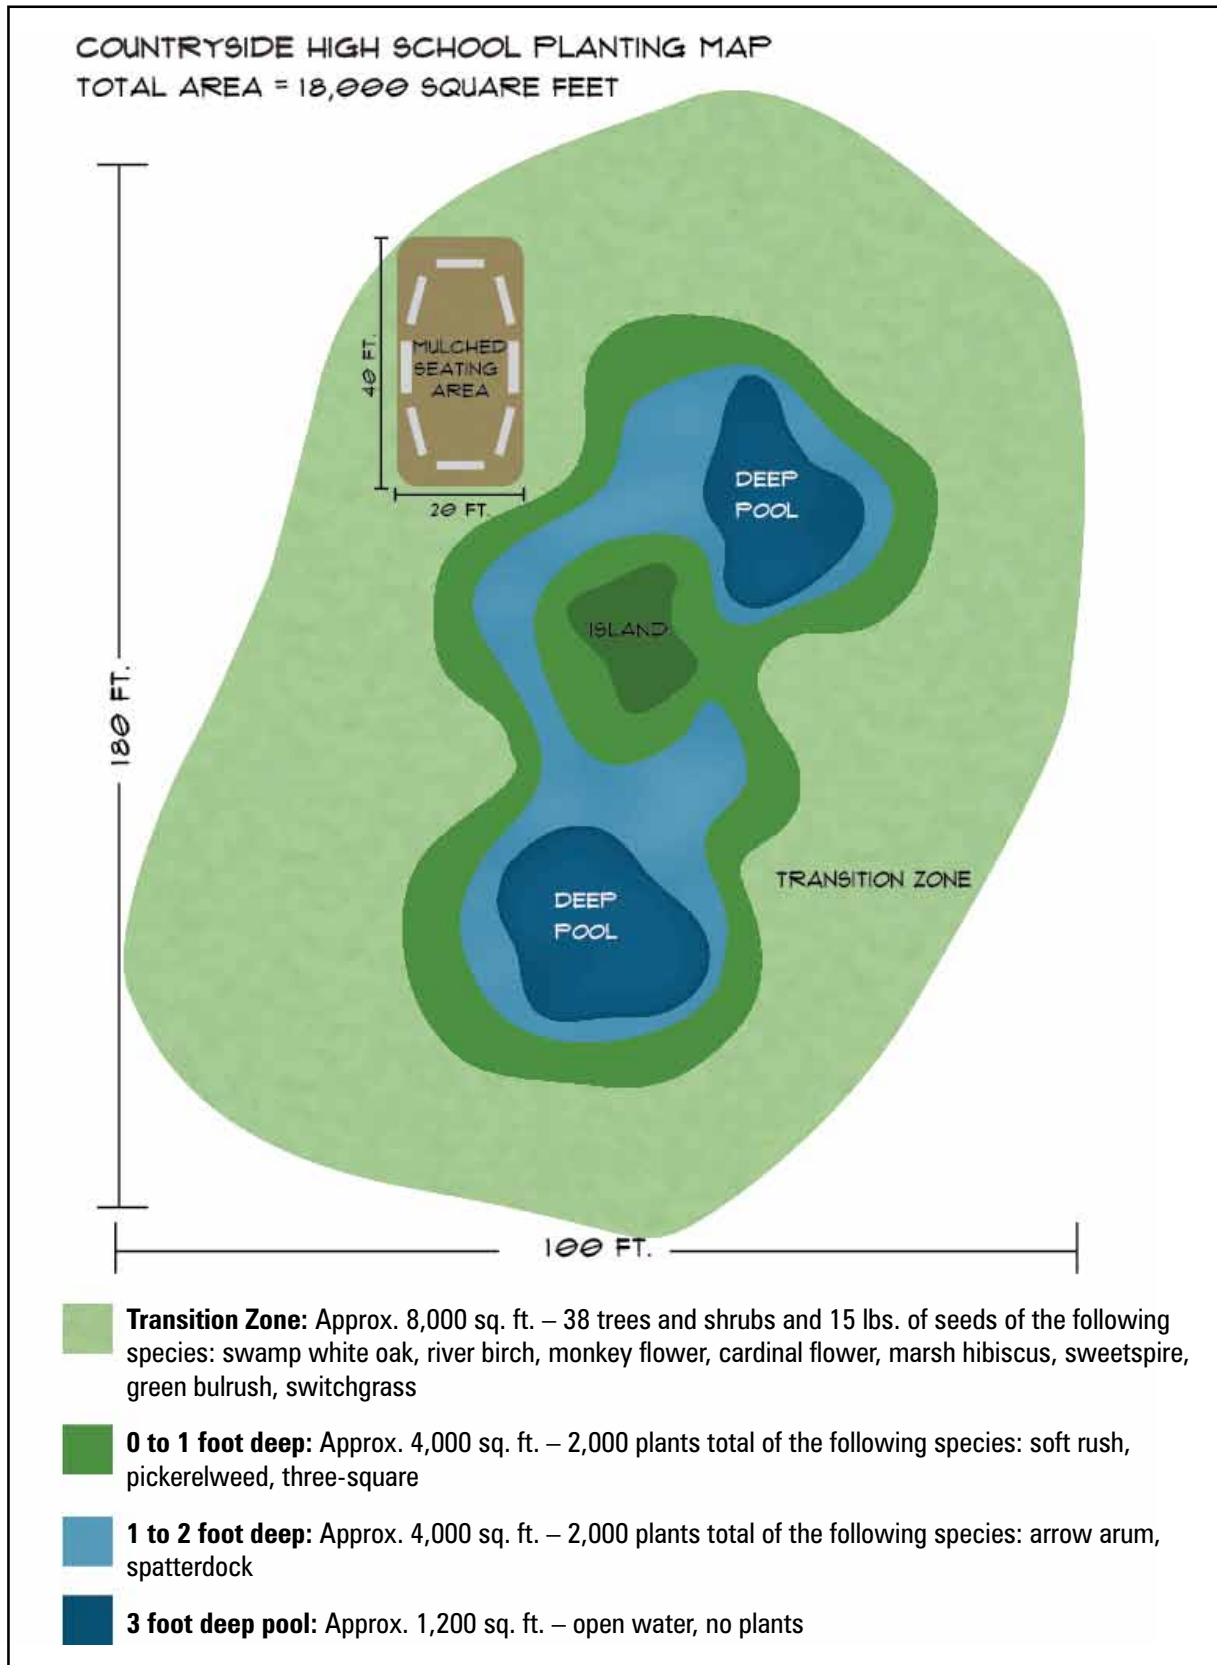 COUNTRYSIDE HIGH SCHOOL PLANTING MAP
TOTAL AREA = 18,000 SQUARE FEET
40 FT.
MULCHED
SEATING
AREA
20 FT.
DEEP
POOL
ISLAND
180 FT.
TRANSITION ZONE
DEEP
POOL
100 FT.
Transition Zone: Approx. 8,000 sq. ft. – 38 trees and shrubs and 15 lbs. of seeds of the following
species: swamp white oak, river birch, monkey flower, cardinal flower, marsh hibiscus, sweetspire,
green bulrush, switchgrass
0 to 1 foot deep: Approx. 4,000 sq. ft. – 2,000 plants total of the following species: soft rush,
pickerelweed, three-square
1 to 2 foot deep: Approx. 4,000 sq. ft. – 2,000 plants total of the following species: arrow arum,
spatterdock
3 foot deep pool: Approx. 1,200 sq. ft. – open water, no plants